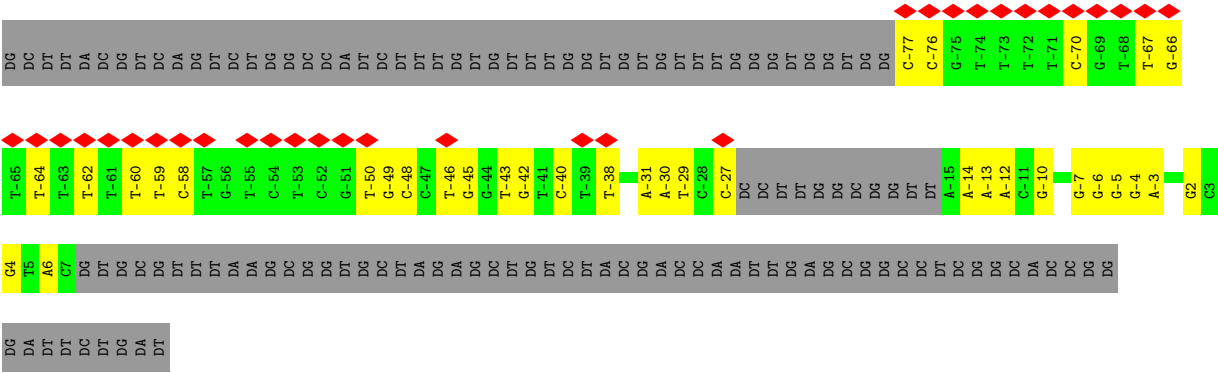 DG DC DT DT DA DC DG DT DC DA DG DT DC DT DG DG DC DC DA DT DC DT DT DT DG DT DG DT DT DT DG DG DT DG DT DG DT DT DT DG DG DG DT DG DG DT DG DG C-77 C-76 G-75 T-74 T-73 T-72 T-71 C-70 G-69 T-68 T-67 G-66
T-65 T-64 T-63 T-62 T-61 T-60 T-59 C-58 T-57 G-56 T-55 C-54 T-53 C-52 G-51 T-50 G-49 C-48 C-47 T-46 G-45 G-44 T-43 G-42 T-41 C-40 T-39 T-38 A-31 A-30 T-29 C-28 C-27 DC DC DT DT DG DG DC DG DG DT DT A-15 A-14 A-13 A-12 C-11 G-10 G-7 G-6 G-5 G-4 A-3 G2 C3
G4 T5 A6 C7 DG DT DG DC DG DT DT DT DA DA DG DC DG DG DT DG DC DT DA DG DA DG DC DT DG DT DC DT DA DC DG DA DC DC DA DA DT DT DG DA DG DC DG DG DC DC DT DC DG DG DC DA DC DC DG DG
DG DA DT DT DC DT DG DA DT